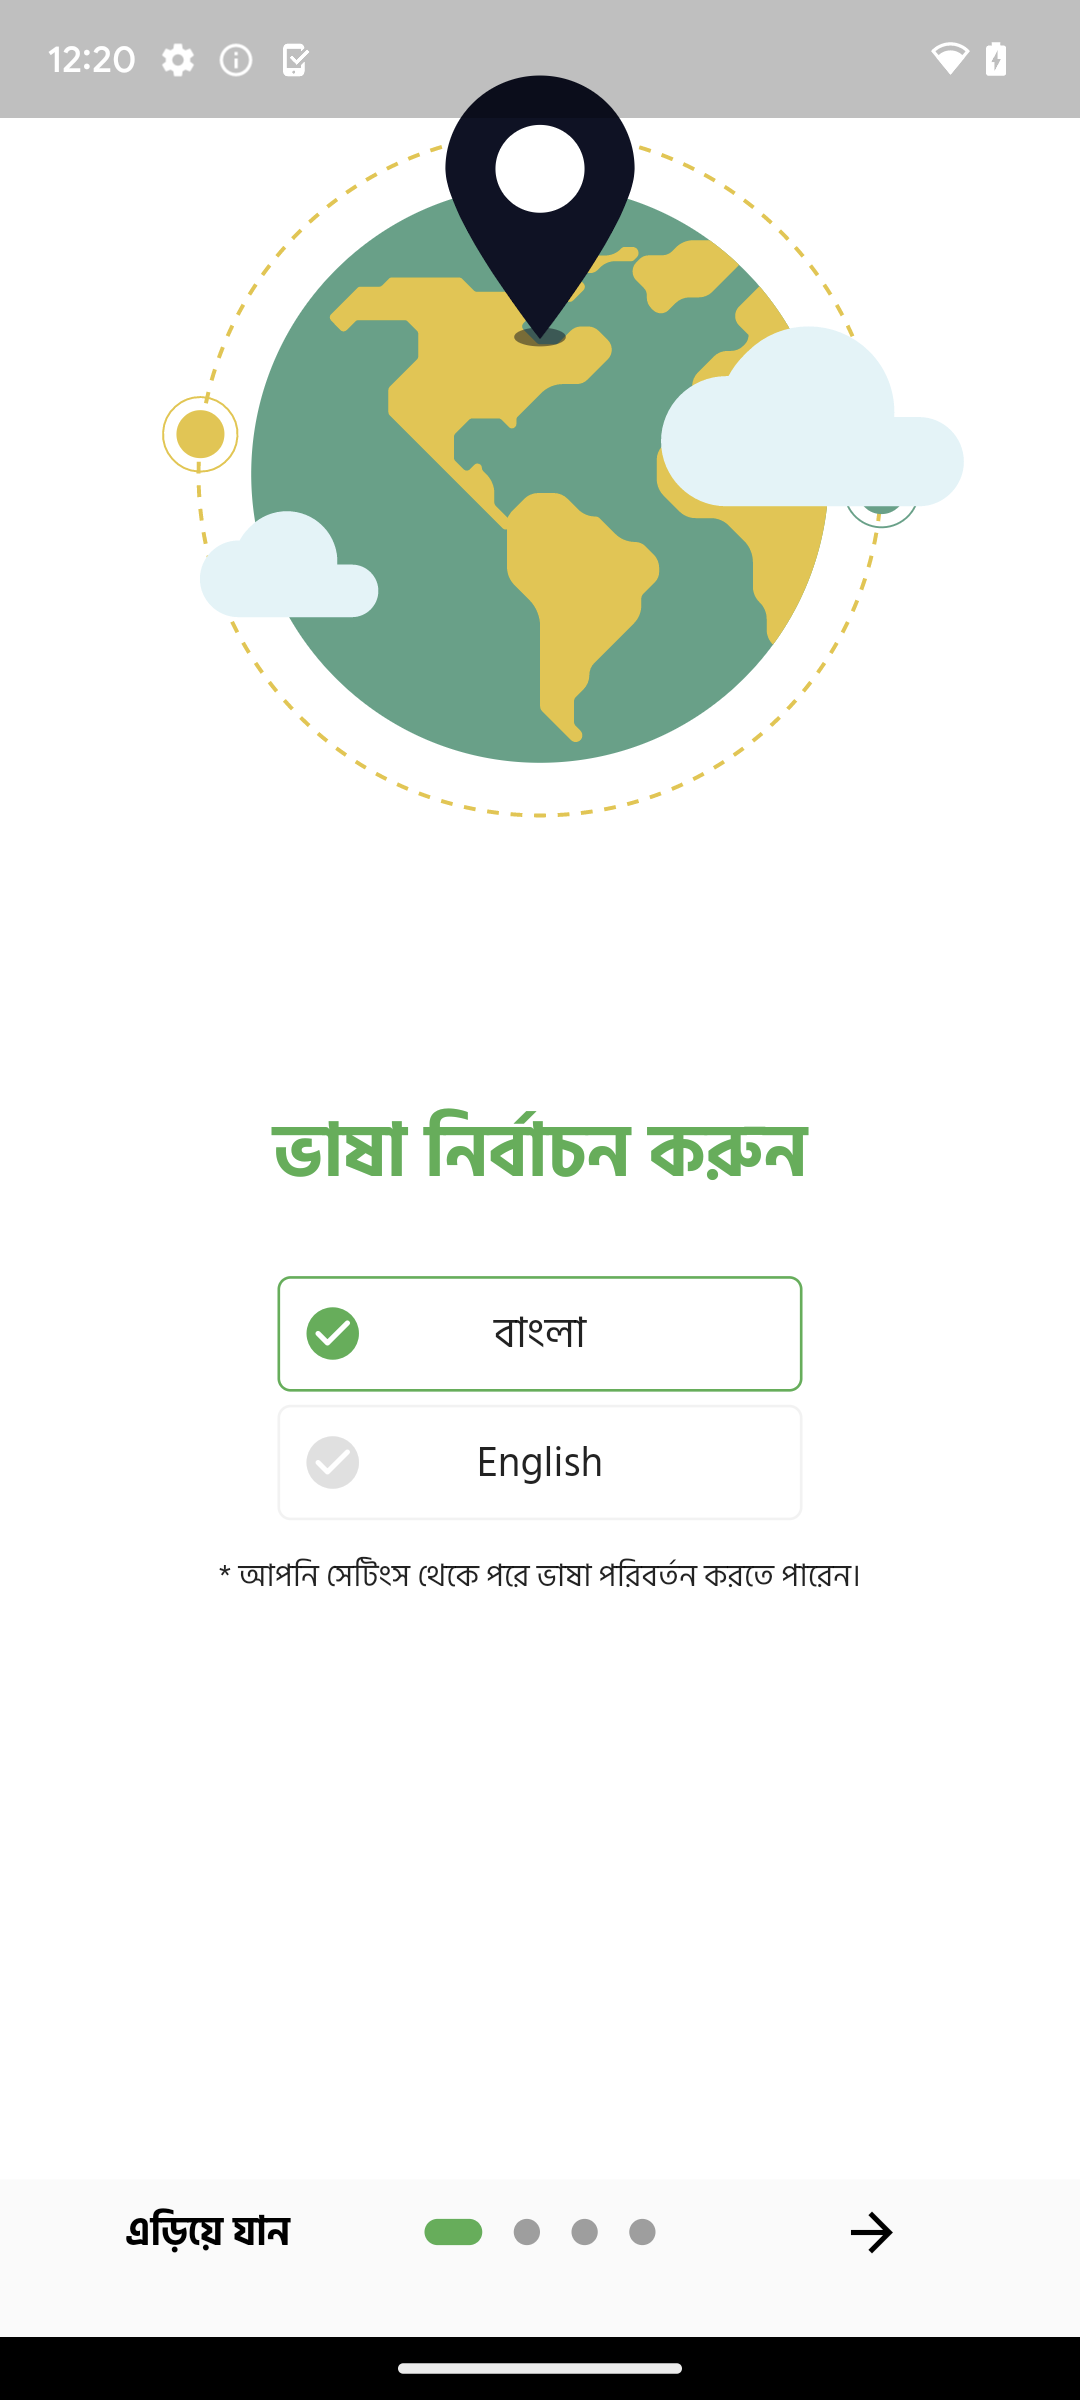 12:20
ভাষা নির্বাচন করুন
বাংলা
English
* আপনি সেটিংস থেকে পরে ভাষা পরিবর্তন করতে পারেন।
এড়িয়ে যান